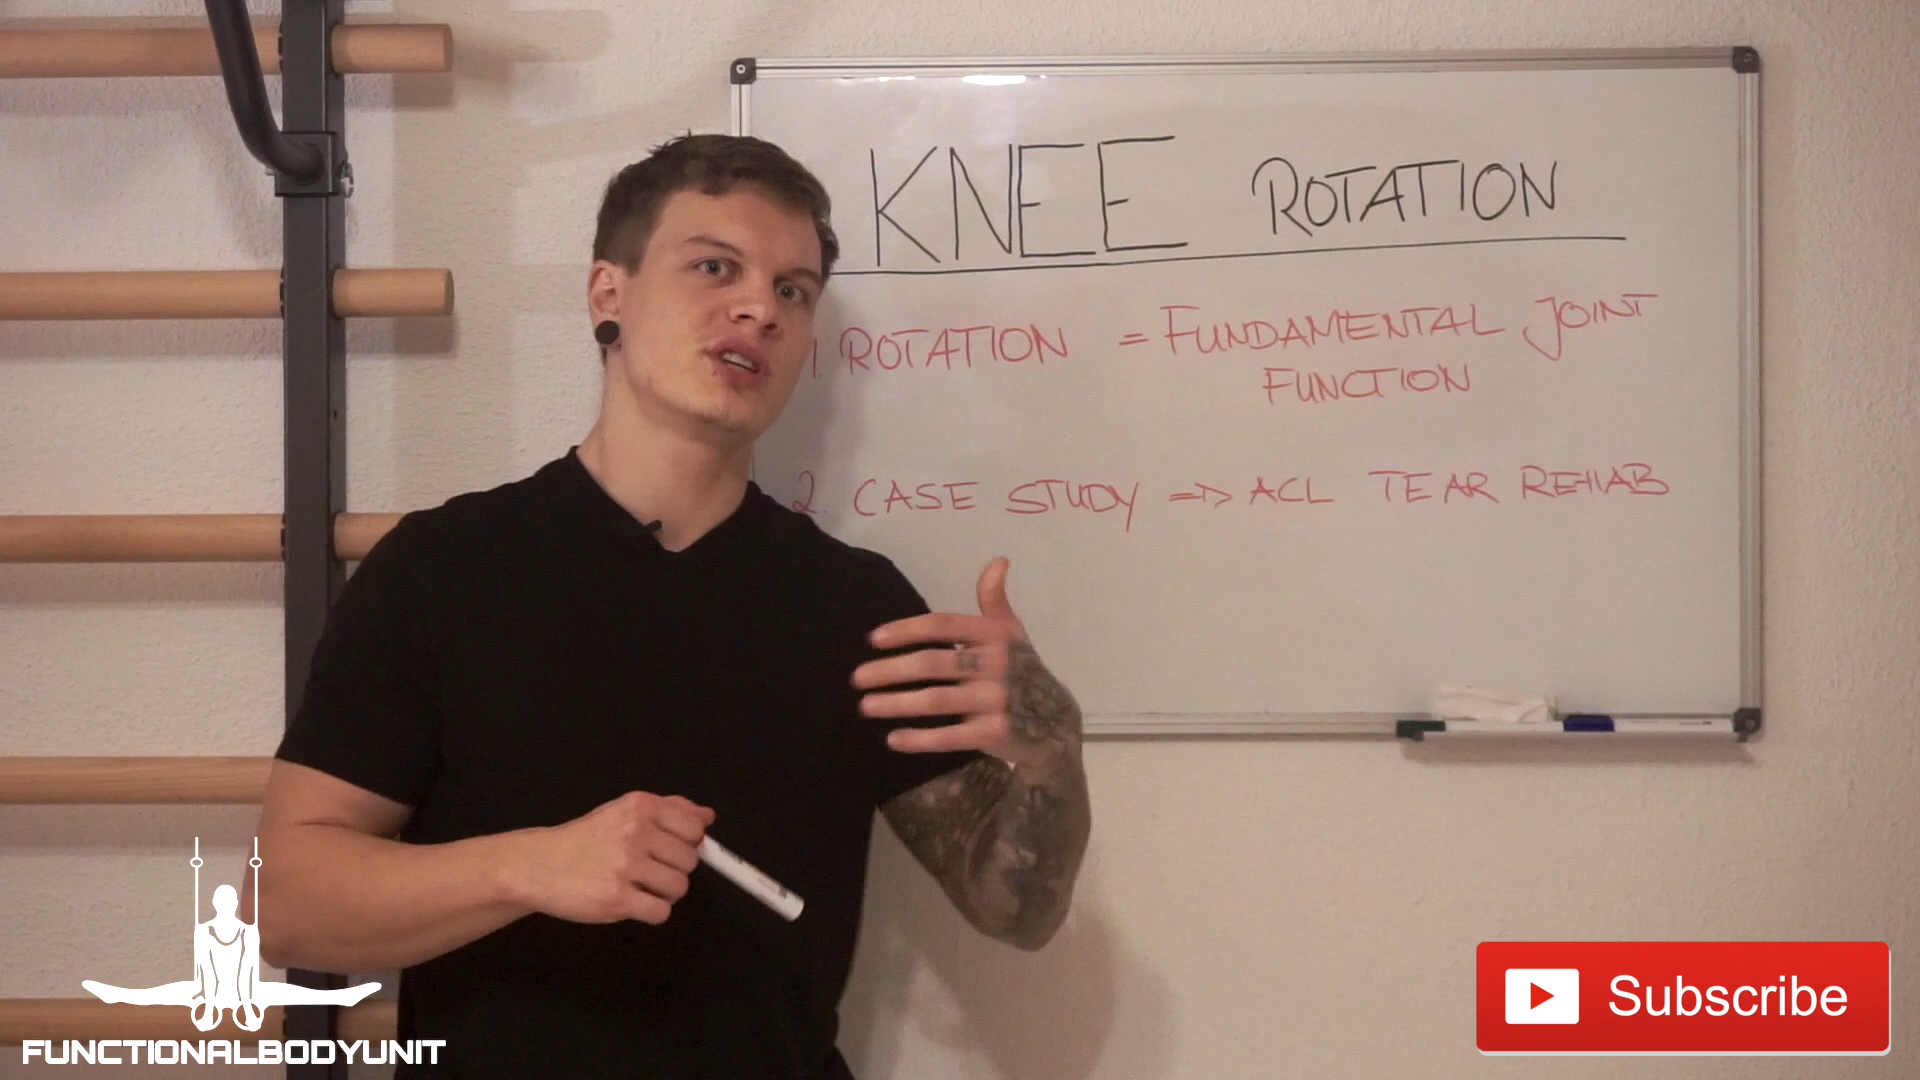 KNEE ROTATION
1. ROTATION = FUNDAMENTAL JOINT
FUNCTION
2. CASE STUDY => ACL TEAR REHAB
FUNCTIONALBODYUNIT
Subscribe